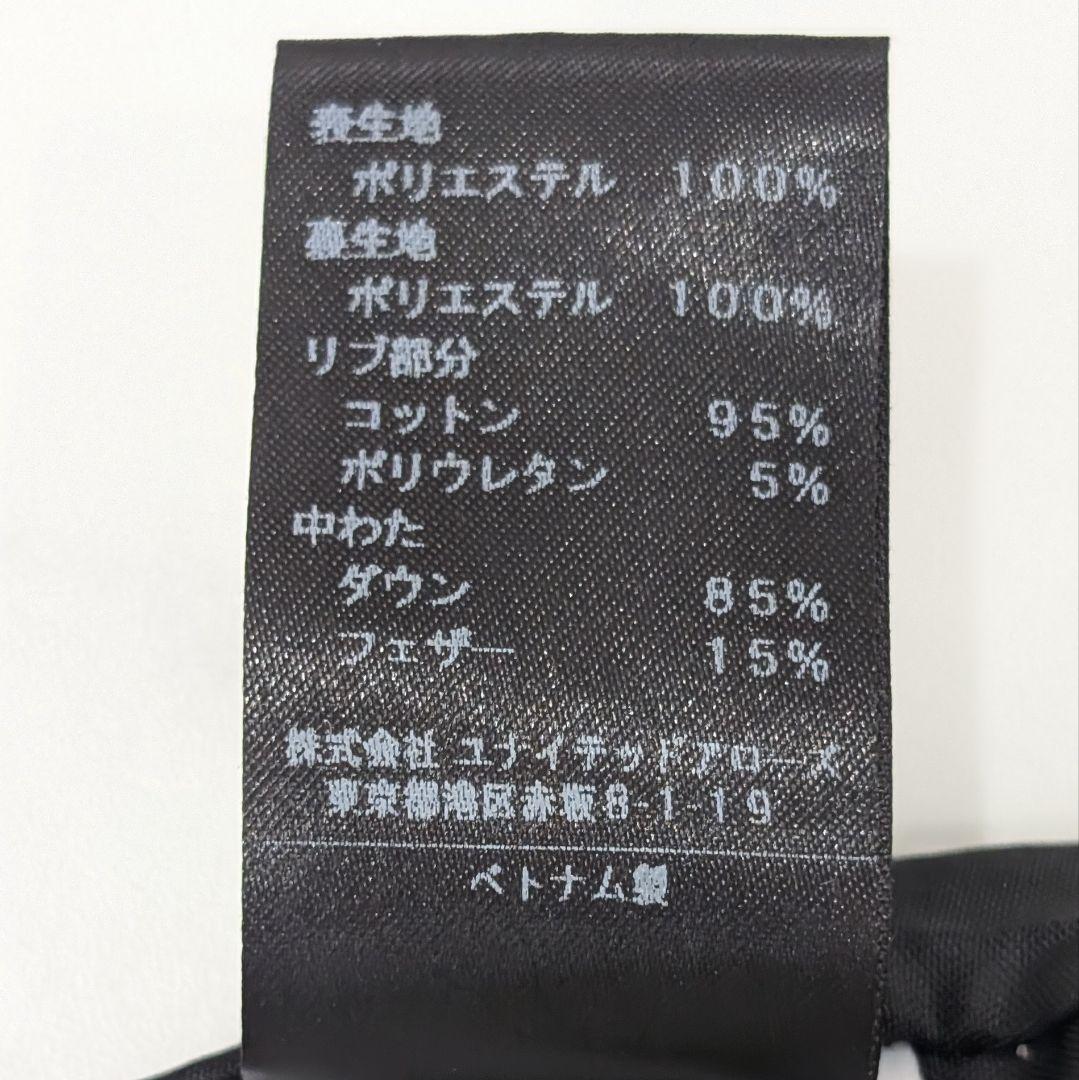 表生地
ポリエステル 100%
裏生地
ポリエステル 100%
リブ部分
コットン 95%
ポリウレタン 5%
中わた
ダウン 85%
フェザー 15%
株式会社 ユナイテッドアローズ
東京都港区赤坂8-1-19
ベトナム製